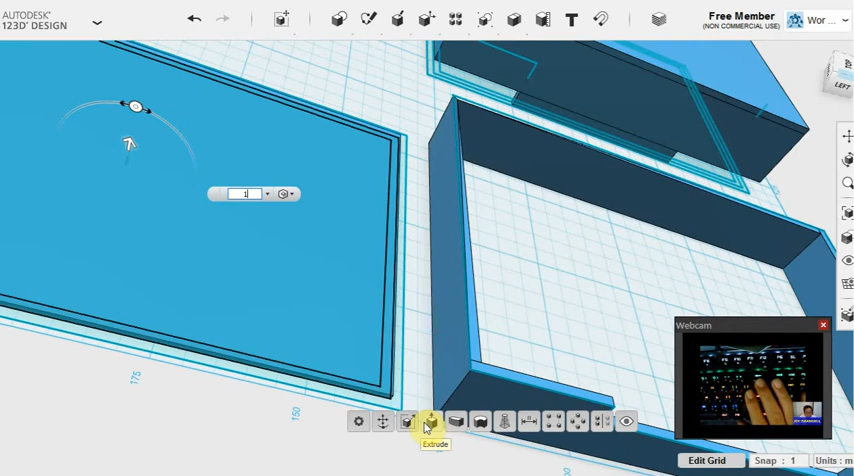 AUTODESK®
123D® DESIGN
Free Member
(NON COMMERCIAL USE)
Wor ...
LEFT
1
175
150
Webcam
Extrude
Edit Grid
Snap : 1
Units : m